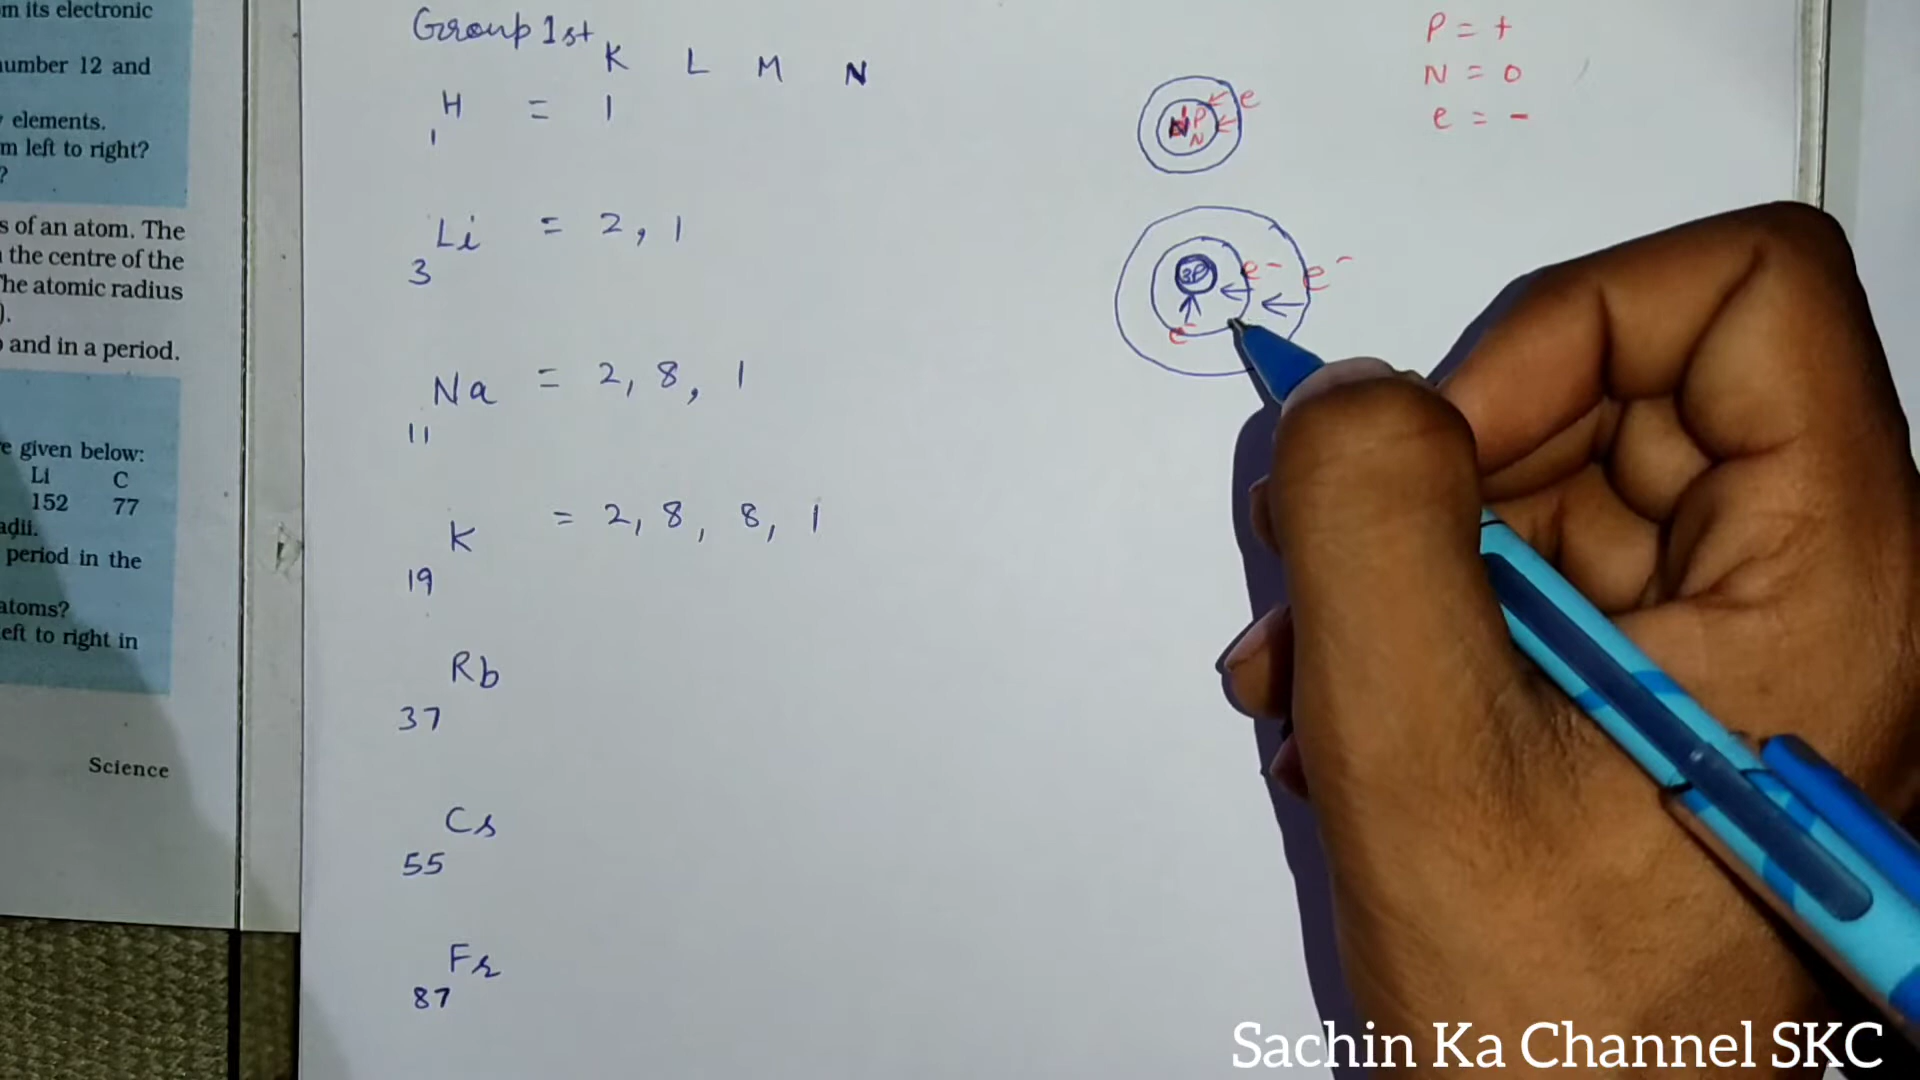 m its electronic
umber 12 and
elements.
m left to right?
?
s of an atom. The
the centre of the
he atomic radius
).
and in a period.
e given below:
Li C
152 77
adii.
period in the
atoms?
eft to right in
Science
Group 1st
K L M N
1 H = 1
3 Li = 2, 1
11 Na = 2, 8, 1
19 K = 2, 8, 8, 1
37 Rb
55 Cs
87 Fr
e
N P
N
3P
e⁻ e⁻
e⁻
P = +
N = 0
e = -
Sachin Ka Channel SKC